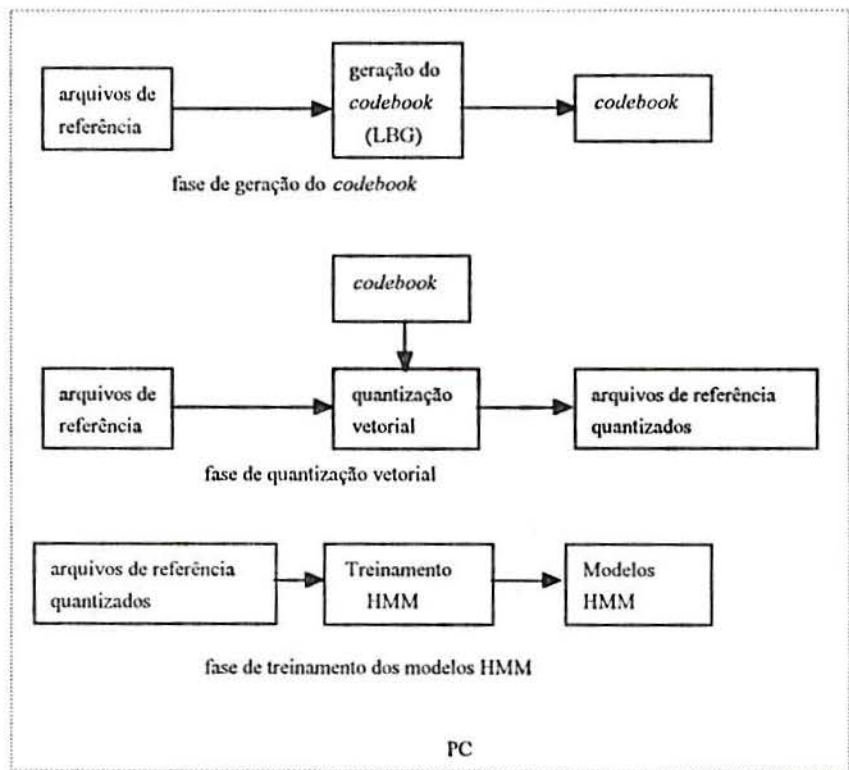 arquivos de
referência
geração do
codebook
(LBG)
codebook
fase de geração do codebook
codebook
arquivos de
referência
quantização
vetorial
arquivos de referência
quantizados
fase de quantização vetorial
arquivos de referência
quantizados
Treinamento
HMM
Modelos
HMM
fase de treinamento dos modelos HMM
PC